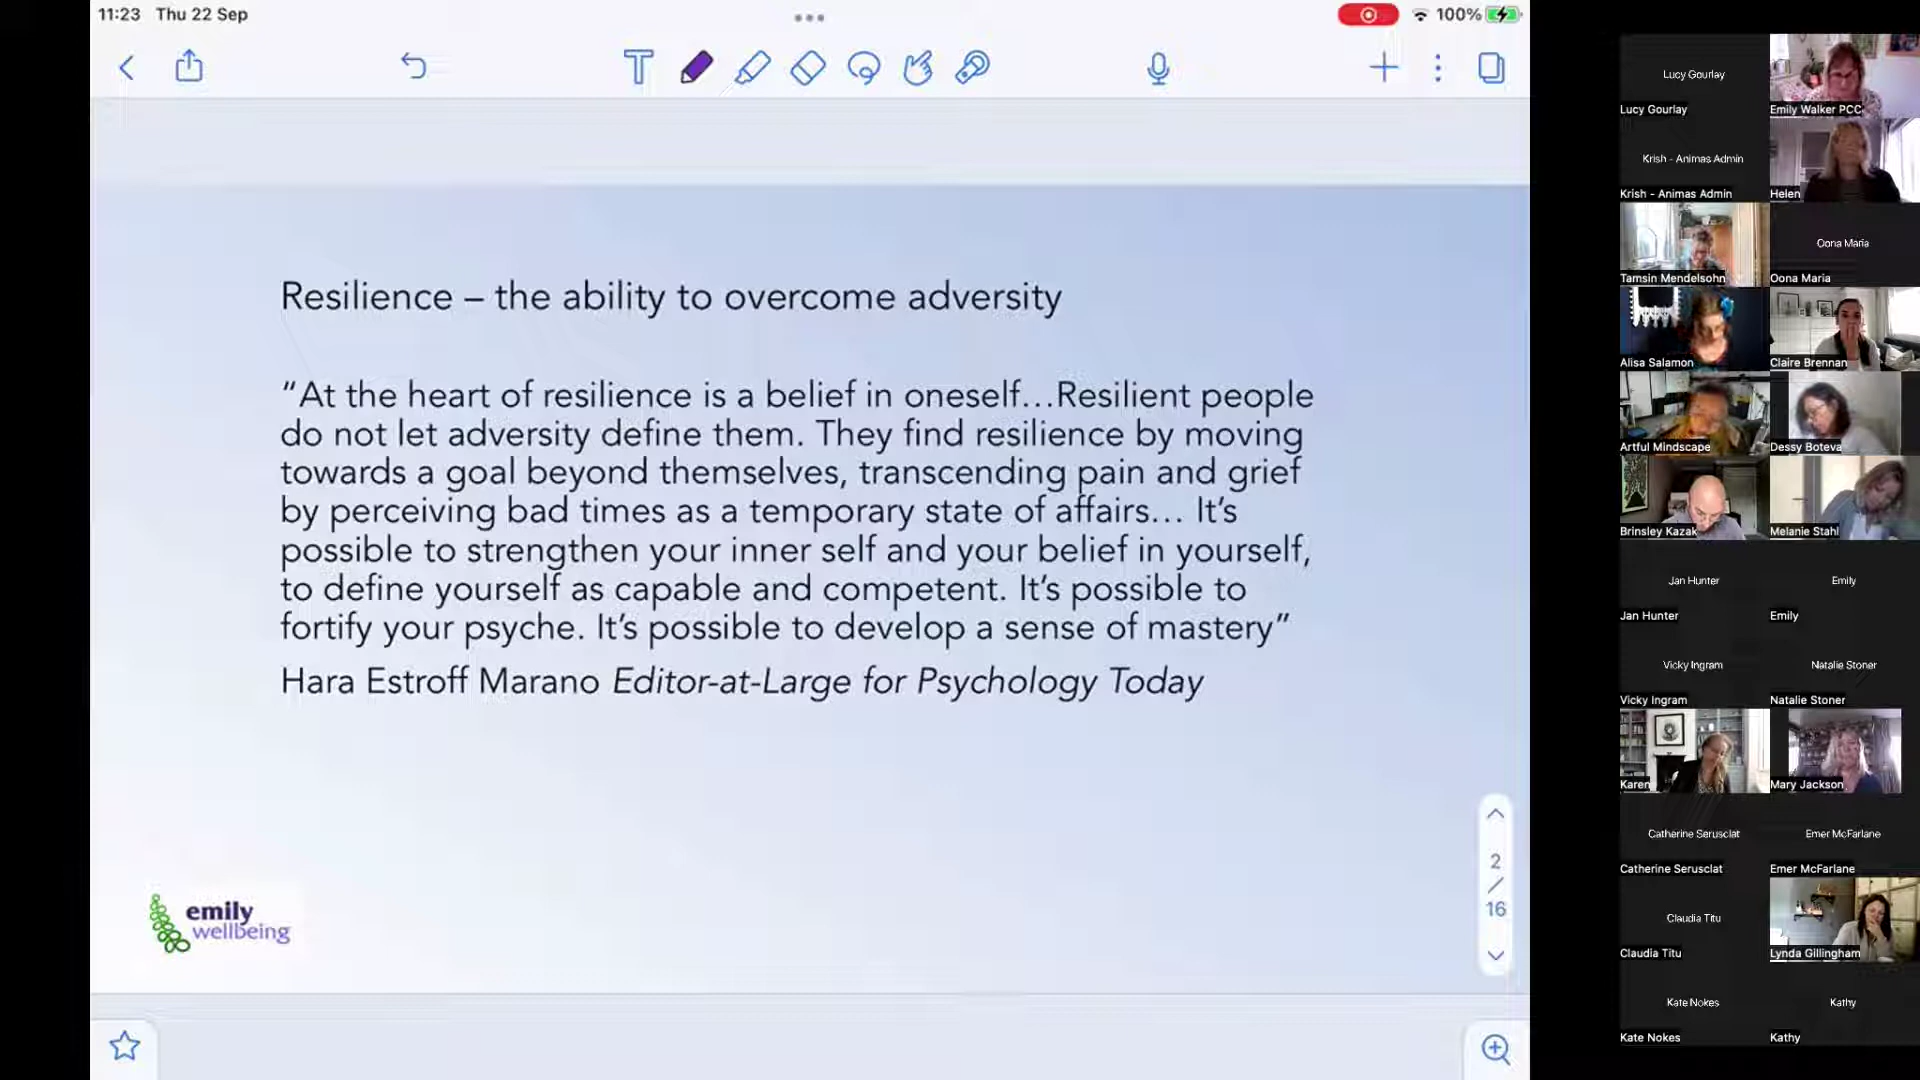 11:23 Thu 22 Sep
100%
Resilience – the ability to overcome adversity
“At the heart of resilience is a belief in oneself…Resilient people
do not let adversity define them. They find resilience by moving
towards a goal beyond themselves, transcending pain and grief
by perceiving bad times as a temporary state of affairs… It’s
possible to strengthen your inner self and your belief in yourself,
to define yourself as capable and competent. It’s possible to
fortify your psyche. It’s possible to develop a sense of mastery”
Hara Estroff Marano Editor-at-Large for Psychology Today
2
/
16
emily
wellbeing
Lucy Gourlay
Lucy Gourlay
Emily Walker PCC
Krish - Animas Admin
Krish - Animas Admin
Helen
Tamsin Mendelsohn
Oona Maria
Oona Maria
Alisa Salamon
Claire Brennan
Artful Mindscape
Dessy Boteva
Brinsley Kazak
Melanie Stahl
Jan Hunter
Jan Hunter
Emily
Emily
Vicky Ingram
Vicky Ingram
Natalie Stoner
Natalie Stoner
Karen
Mary Jackson
Catherine Serusclat
Catherine Serusclat
Emer McFarlane
Emer McFarlane
Claudia Titu
Claudia Titu
Lynda Gillingham
Kate Nokes
Kate Nokes
Kathy
Kathy